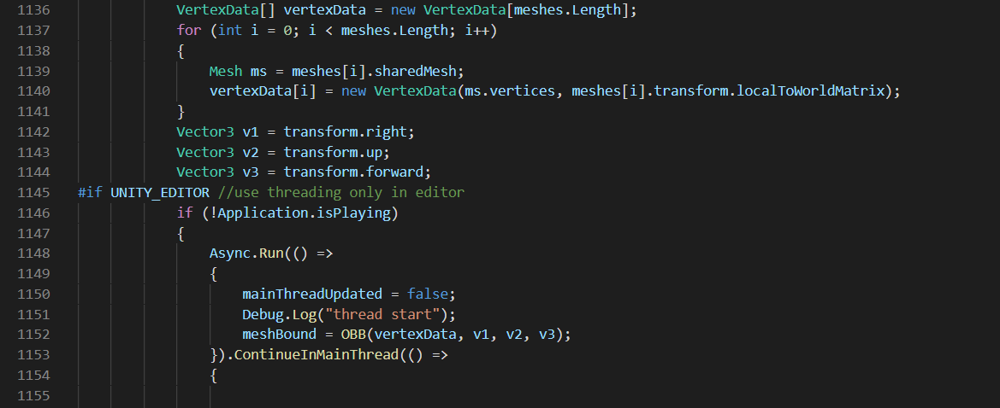 1136 VertexData[] vertexData = new VertexData[meshes.Length];
1137 for (int i = 0; i < meshes.Length; i++)
1138 {
1139 Mesh ms = meshes[i].sharedMesh;
1140 vertexData[i] = new VertexData(ms.vertices, meshes[i].transform.localToWorldMatrix);
1141 }
1142 Vector3 v1 = transform.right;
1143 Vector3 v2 = transform.up;
1144 Vector3 v3 = transform.forward;
1145 #if UNITY_EDITOR //use threading only in editor
1146 if (!Application.isPlaying)
1147 {
1148 Async.Run(() =>
1149 {
1150 mainThreadUpdated = false;
1151 Debug.Log("thread start");
1152 meshBound = OBB(vertexData, v1, v2, v3);
1153 }).ContinueInMainThread(() =>
1154 {
1155